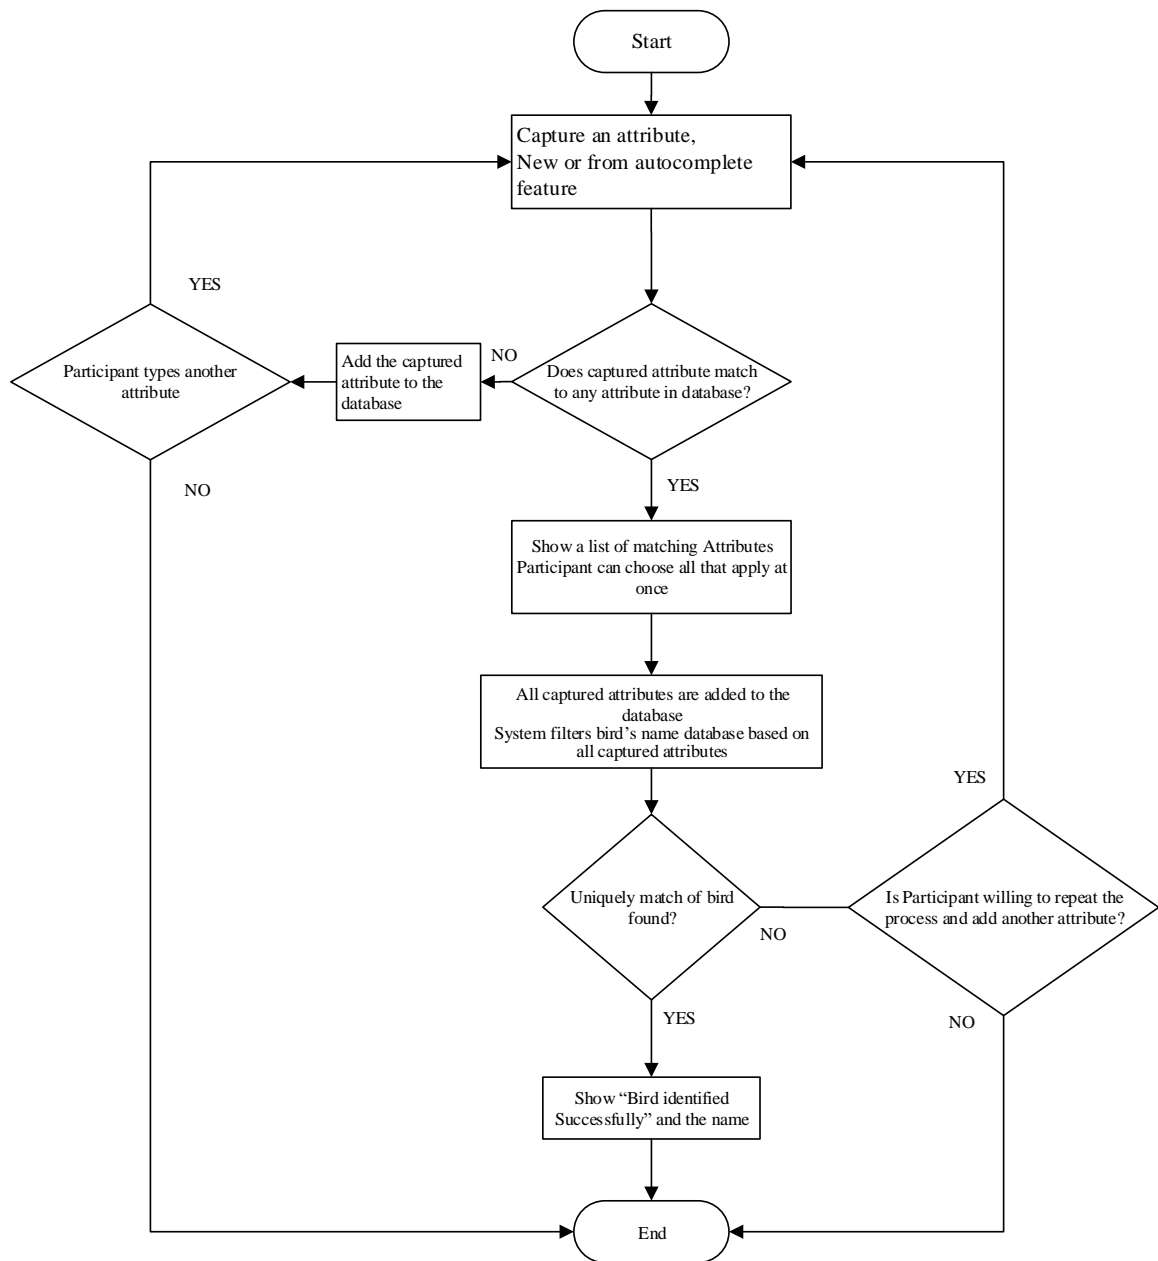 Start
Capture an attribute,
New or from autocomplete
feature
YES
Participant types another
attribute
Add the captured
attribute to the
database
NO
Does captured attribute match
to any attribute in database?
NO
YES
Show a list of matching Attributes
Participant can choose all that apply at
once
All captured attributes are added to the
database
System filters bird’s name database based on
all captured attributes
YES
Uniquely match of bird
found?
NO
Is Participant willing to repeat the
process and add another attribute?
YES
NO
Show “Bird identified
Successfully” and the name
End